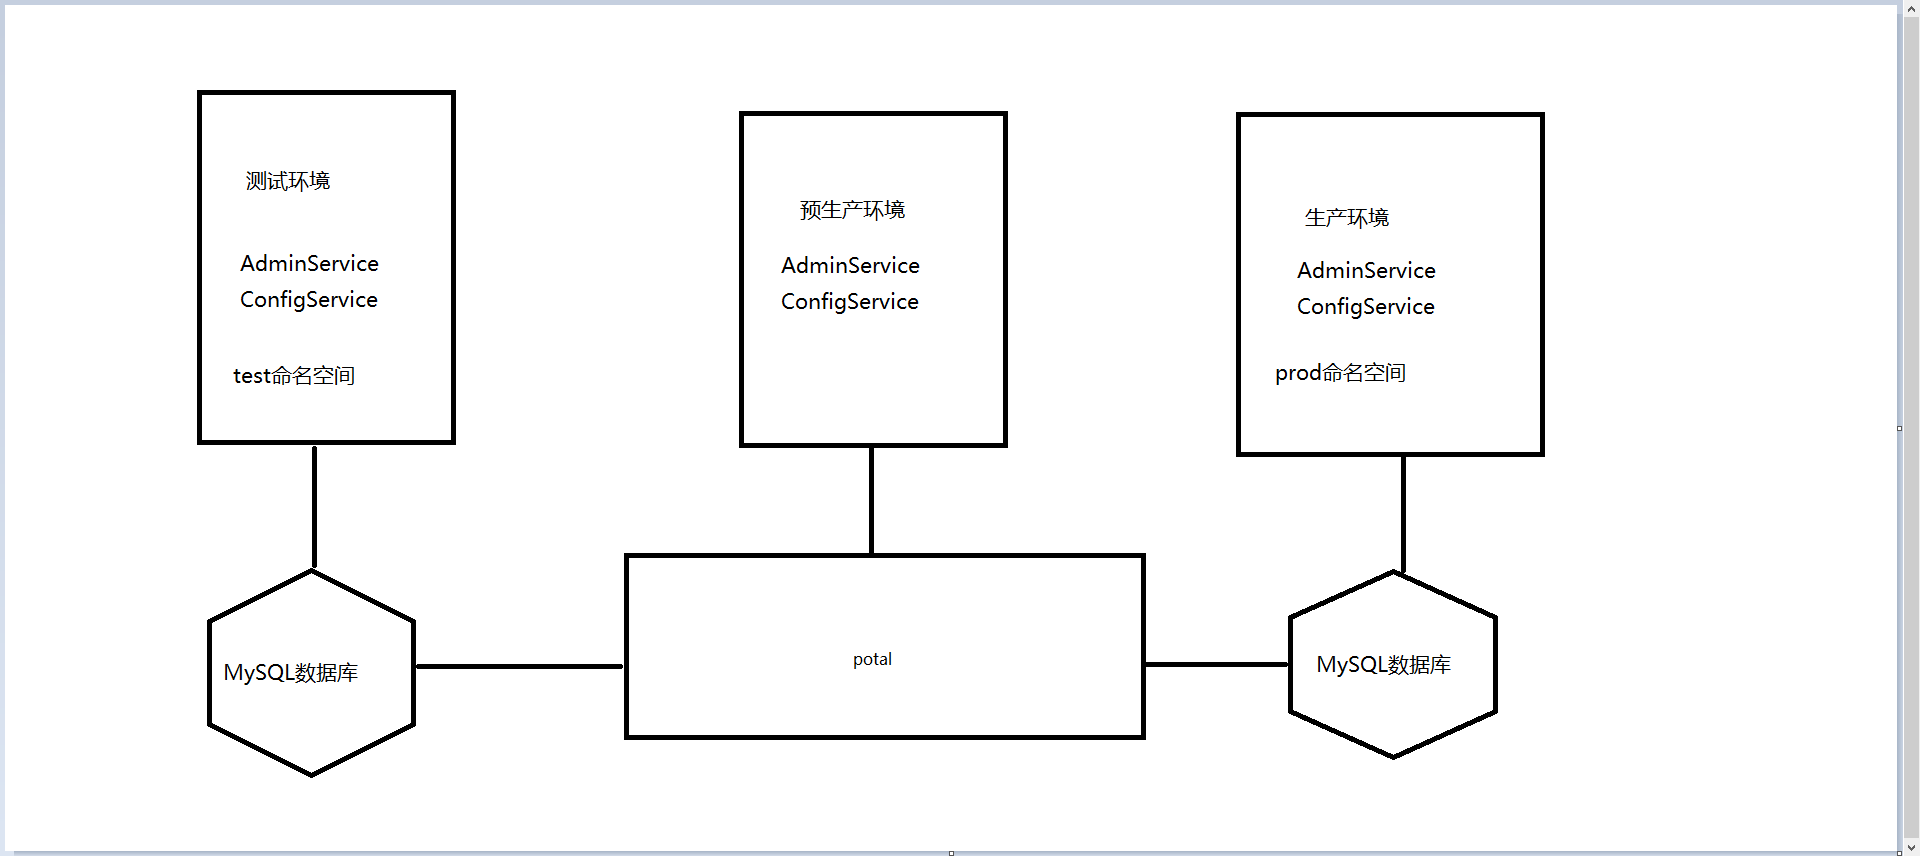 测试环境
AdminService
ConfigService
test命名空间
预生产环境
AdminService
ConfigService
生产环境
AdminService
ConfigService
prod命名空间
MySQL数据库
potal
MySQL数据库